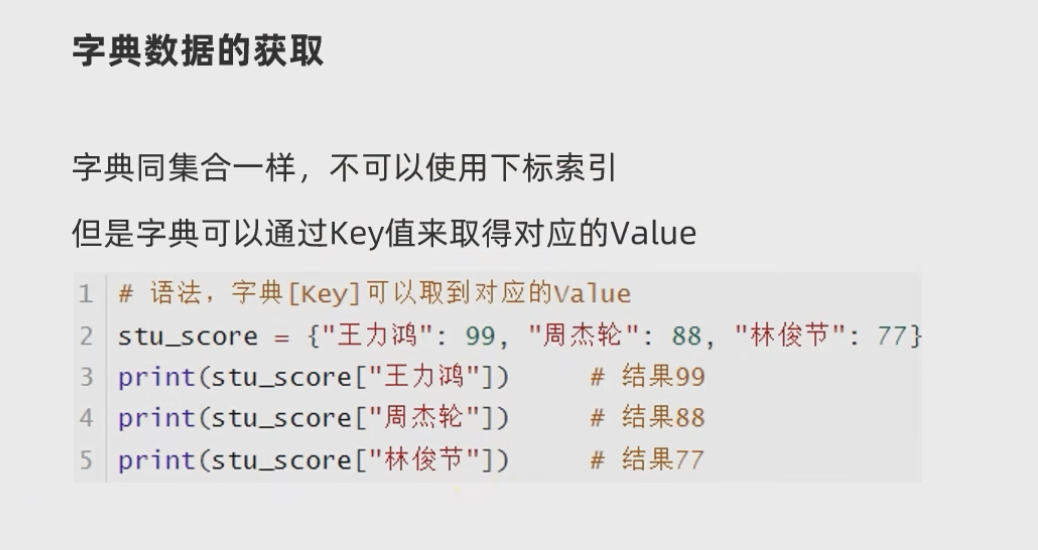 字典数据的获取
字典同集合一样，不可以使用下标索引
但是字典可以通过Key值来取得对应的Value
1 # 语法，字典[Key]可以取到对应的Value
2 stu_score = {"王力鸿": 99, "周杰轮": 88, "林俊节": 77}
3 print(stu_score["王力鸿"]) # 结果99
4 print(stu_score["周杰轮"]) # 结果88
5 print(stu_score["林俊节"]) # 结果77